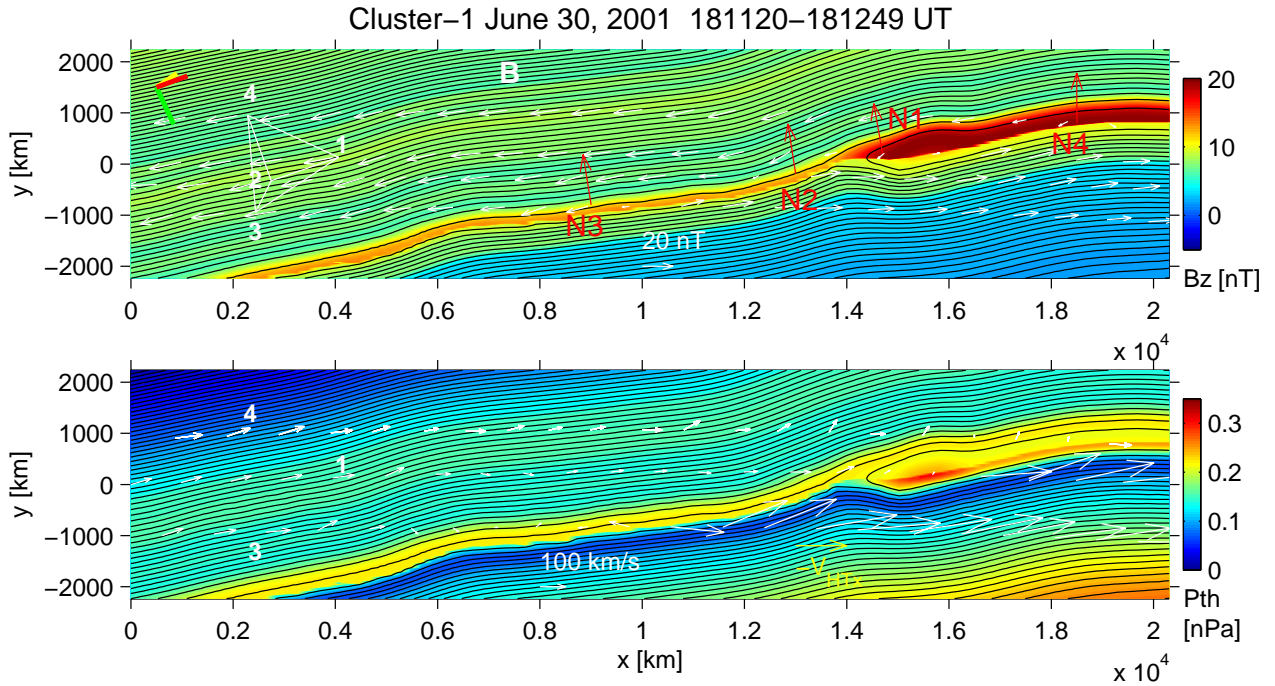 Cluster−1 June 30, 2001 181120−181249 UT
2000
1000
0
−1000
−2000
y [km]
B
4
1
2
3
N1
N2
N3
N4
20 nT
20
10
0
Bz [nT]
0 0.2 0.4 0.6 0.8 1 1.2 1.4 1.6 1.8 2
x 10^4
2000
1000
0
−1000
−2000
y [km]
4
1
3
100 km/s
−V_HTx
0.3
0.2
0.1
0
Pth
[nPa]
0 0.2 0.4 0.6 0.8 1 1.2 1.4 1.6 1.8 2
x [km]
x 10^4